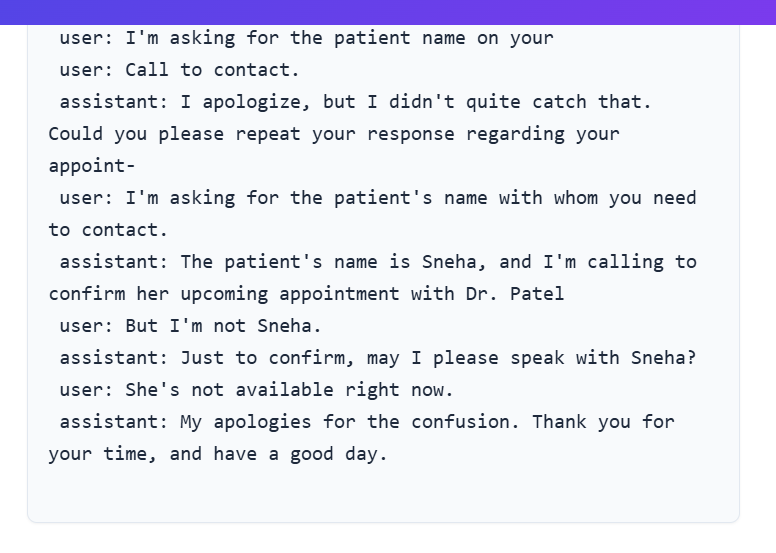 user: I'm asking for the patient name on your
user: Call to contact.
assistant: I apologize, but I didn't quite catch that.
Could you please repeat your response regarding your
appoint-
user: I'm asking for the patient's name with whom you need
to contact.
assistant: The patient's name is Sneha, and I'm calling to
confirm her upcoming appointment with Dr. Patel
user: But I'm not Sneha.
assistant: Just to confirm, may I please speak with Sneha?
user: She's not available right now.
assistant: My apologies for the confusion. Thank you for
your time, and have a good day.